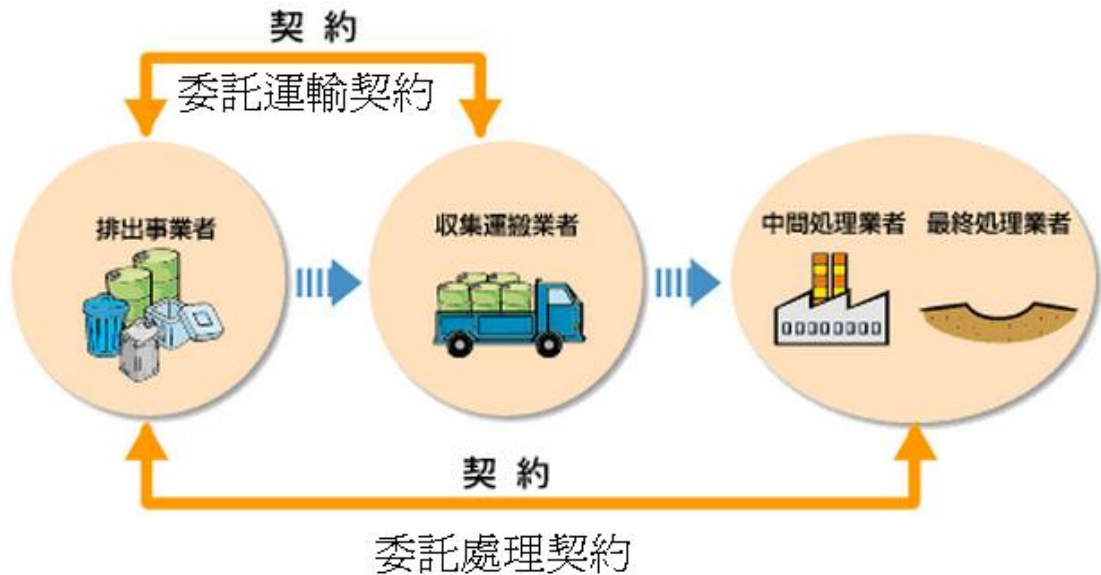 契約
委託運輸契約
排出事業者
収集運搬業者
中間処理業者
最終処理業者
契約
委託處理契約